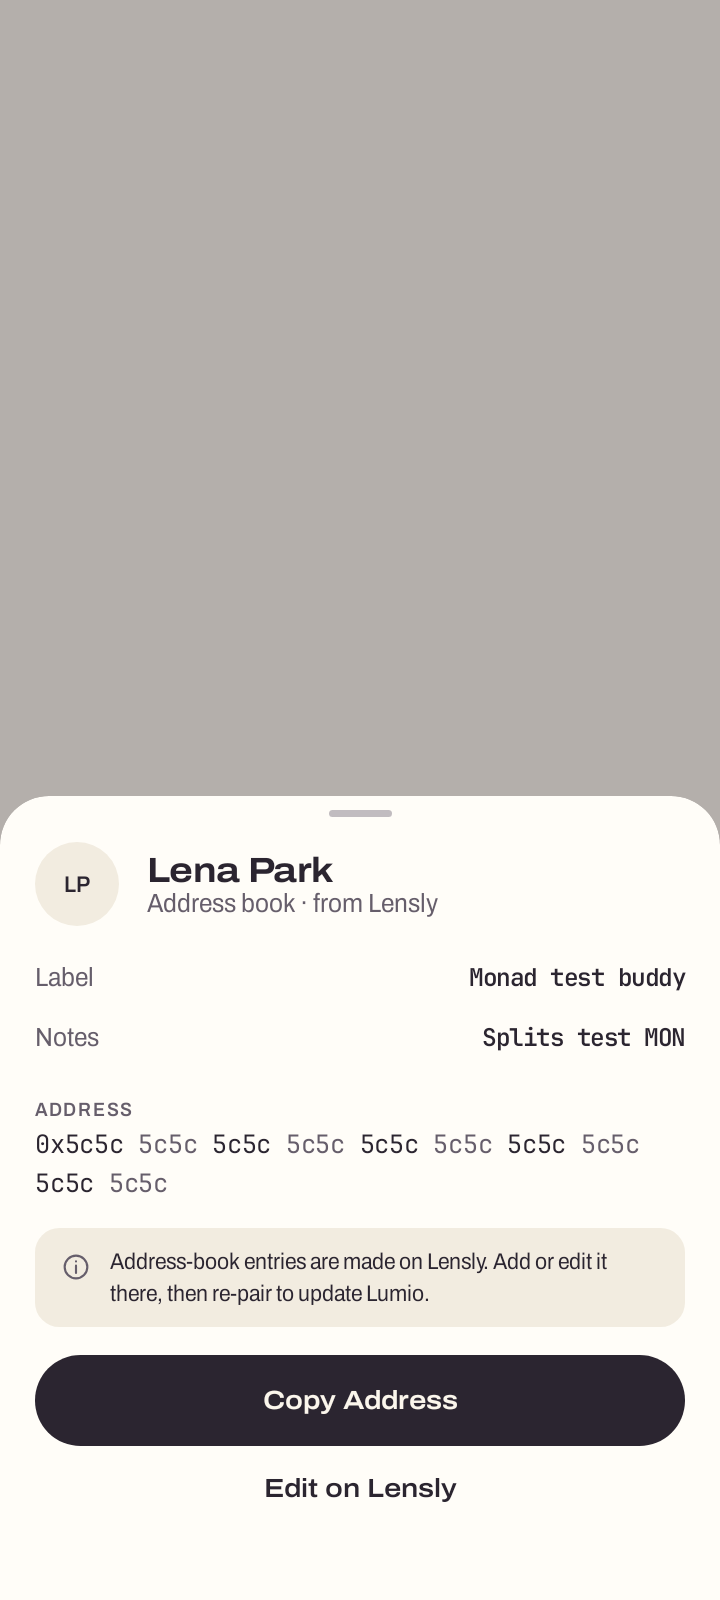 LP
Lena Park
Address book · from Lensly
Label Monad test buddy
Notes Splits test MON
ADDRESS
0x5c5c 5c5c 5c5c 5c5c 5c5c 5c5c 5c5c 5c5c
5c5c 5c5c
Address-book entries are made on Lensly. Add or edit it
there, then re-pair to update Lumio.
Copy Address
Edit on Lensly